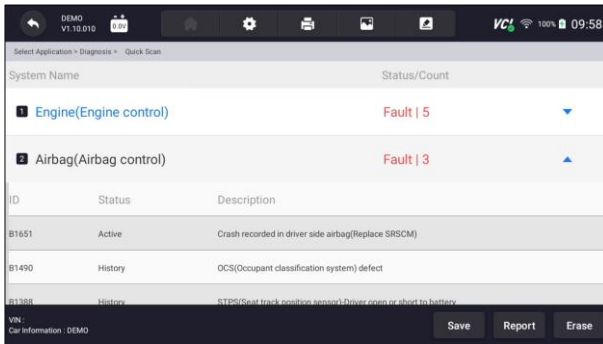 DEMO
V1.10.010
0.0V
VCI 100% 09:58
Select Application > Diagnosis > Quick Scan
System Name Status/Count
1 Engine(Engine control) Fault | 5
2 Airbag(Airbag control) Fault | 3
ID Status Description
B1651 Active Crash recorded in driver side airbag(Replace SRSCM)
B1490 History OCS(Occupant classification system) defect
B1388 History STPS(Seat track position sensor)-Driver open or short to battery
VIN :
Car Information : DEMO
Save Report Erase